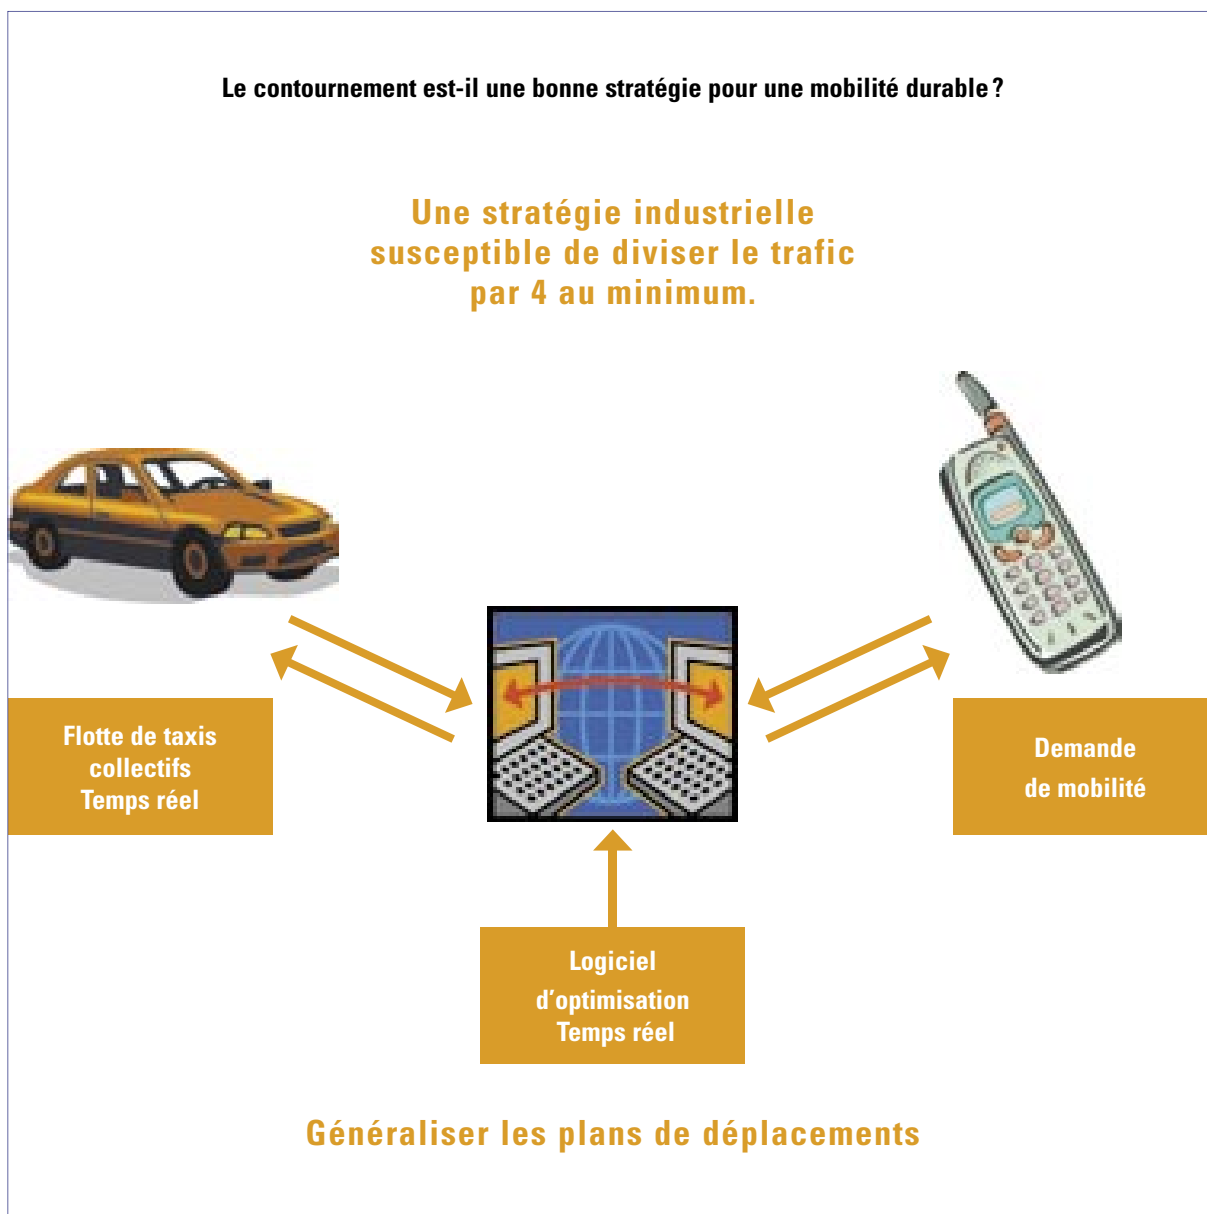 Le contournement est-il une bonne stratégie pour une mobilité durable ?
Une stratégie industrielle
susceptible de diviser le trafic
par 4 au minimum.
Flotte de taxis
collectifs
Temps réel
Demande
de mobilité
Logiciel
d'optimisation
Temps réel
Généraliser les plans de déplacements